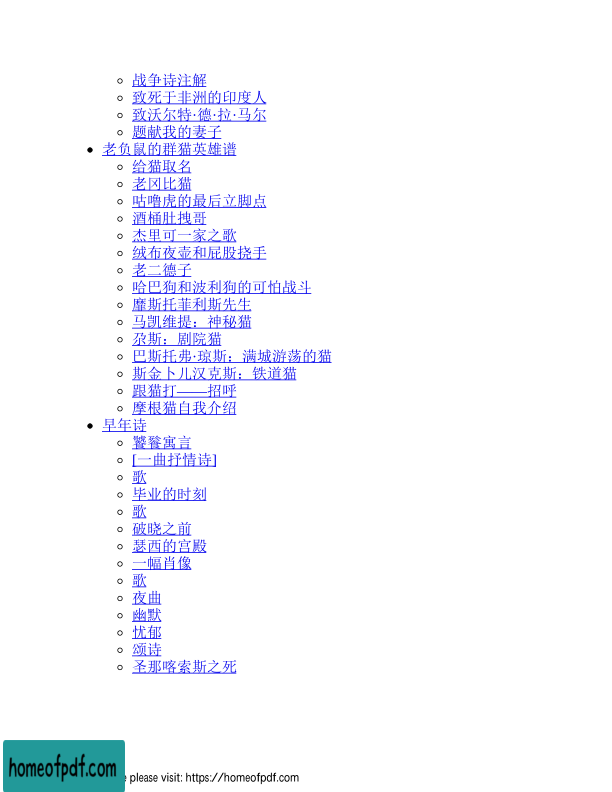 战争诗注解
致死于非洲的印度人
致沃尔特·德·拉·马尔
题献我的妻子
老负鼠的群猫英雄谱
给猫取名
老冈比猫
咕噜虎的最后立脚点
酒桶肚拽哥
杰里可一家之歌
绒布夜壶和屁股挠手
老二德子
哈巴狗和波利狗的可怕战斗
靡斯托菲利斯先生
马凯维提：神秘猫
尕斯：剧院猫
巴斯托弗·琼斯：满城游荡的猫
斯金卜儿汉克斯：铁道猫
跟猫打——招呼
摩根猫自我介绍
早年诗
饕餮寓言
[一曲抒情诗]
歌
毕业的时刻
歌
破晓之前
瑟西的宫殿
一幅肖像
歌
夜曲
幽默
忧郁
颂诗
圣那喀索斯之死
homeofpdf.com
e please visit: https://homeofpdf.com